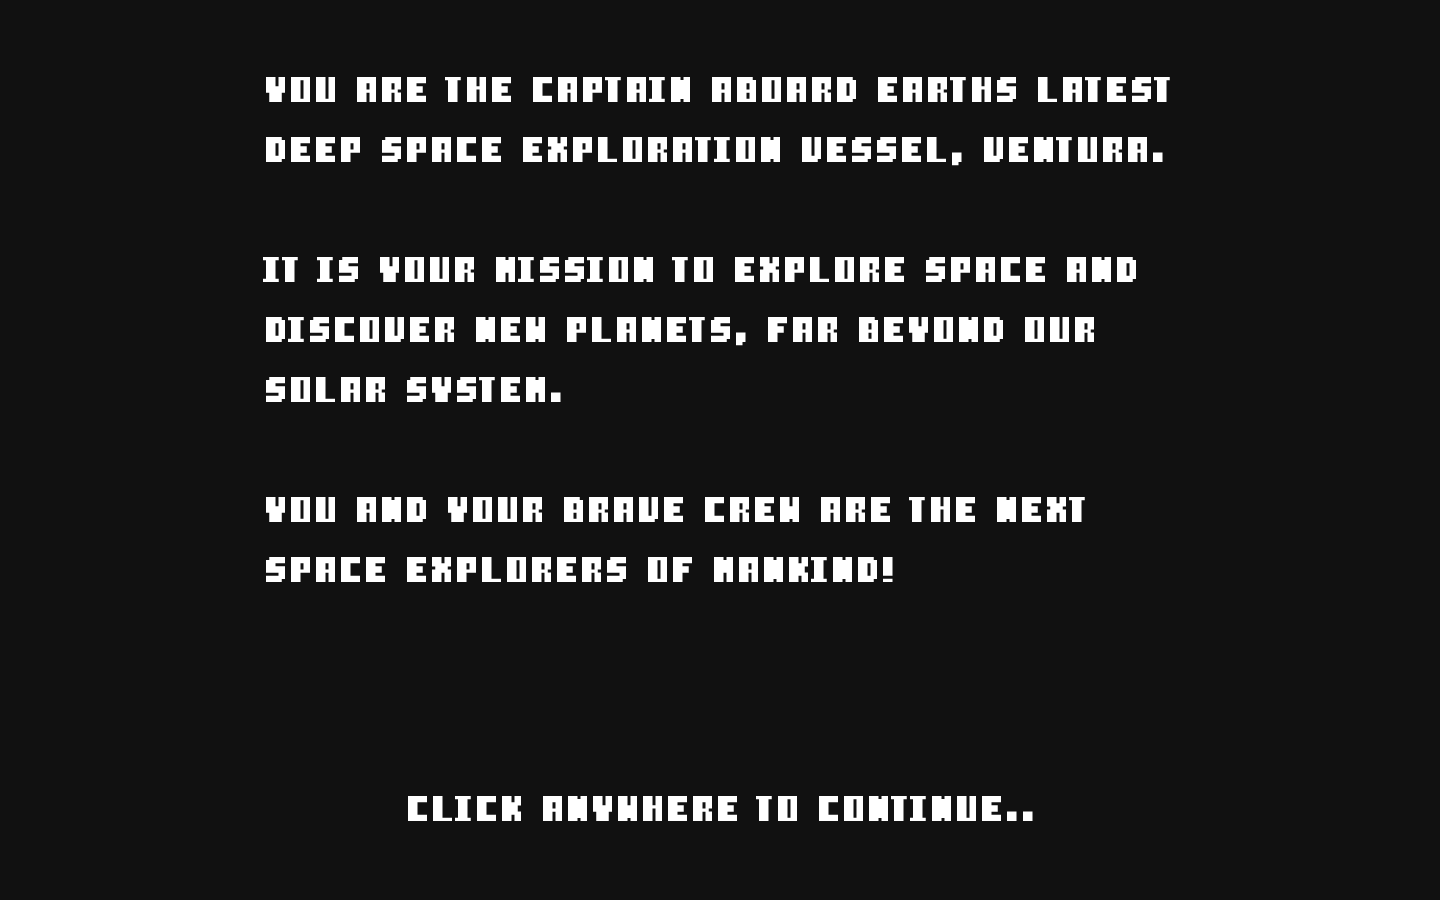 YOU ARE THE CAPTAIN ABOARD EARTHS LATEST
DEEP SPACE EXPLORATION VESSEL, VENTURA.
IT IS YOUR MISSION TO EXPLORE SPACE AND
DISCOVER NEW PLANETS, FAR BEYOND OUR
SOLAR SYSTEM.
YOU AND YOUR BRAVE CREW ARE THE NEXT
SPACE EXPLORERS OF MANKIND!
CLICK ANYWHERE TO CONTINUE..